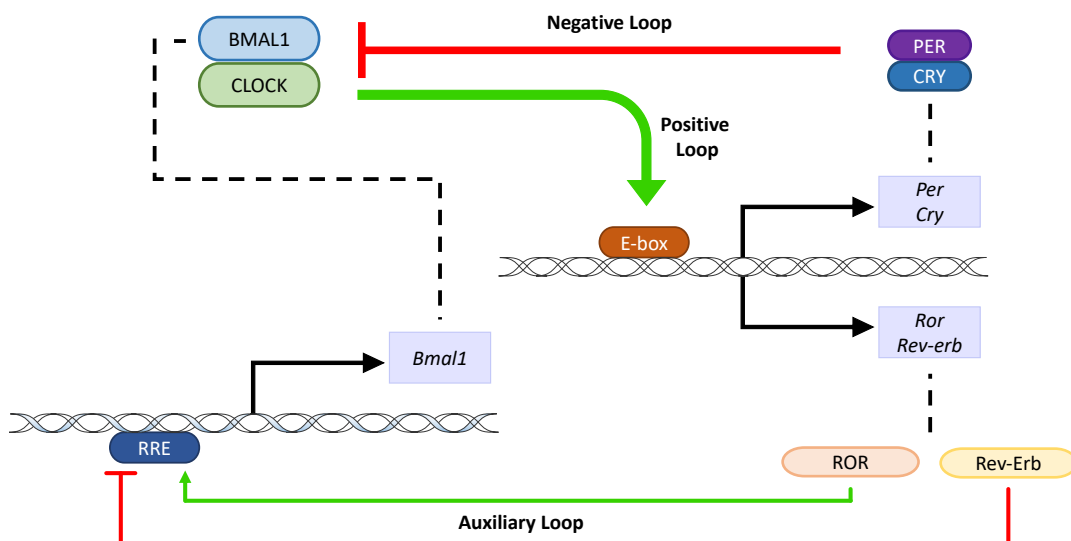 Negative Loop
BMAL1
CLOCK
PER
CRY
Positive
Loop
Per
Cry
E-box
Ror
Rev-erb
Bmal1
RRE
ROR
Rev-Erb
Auxiliary Loop